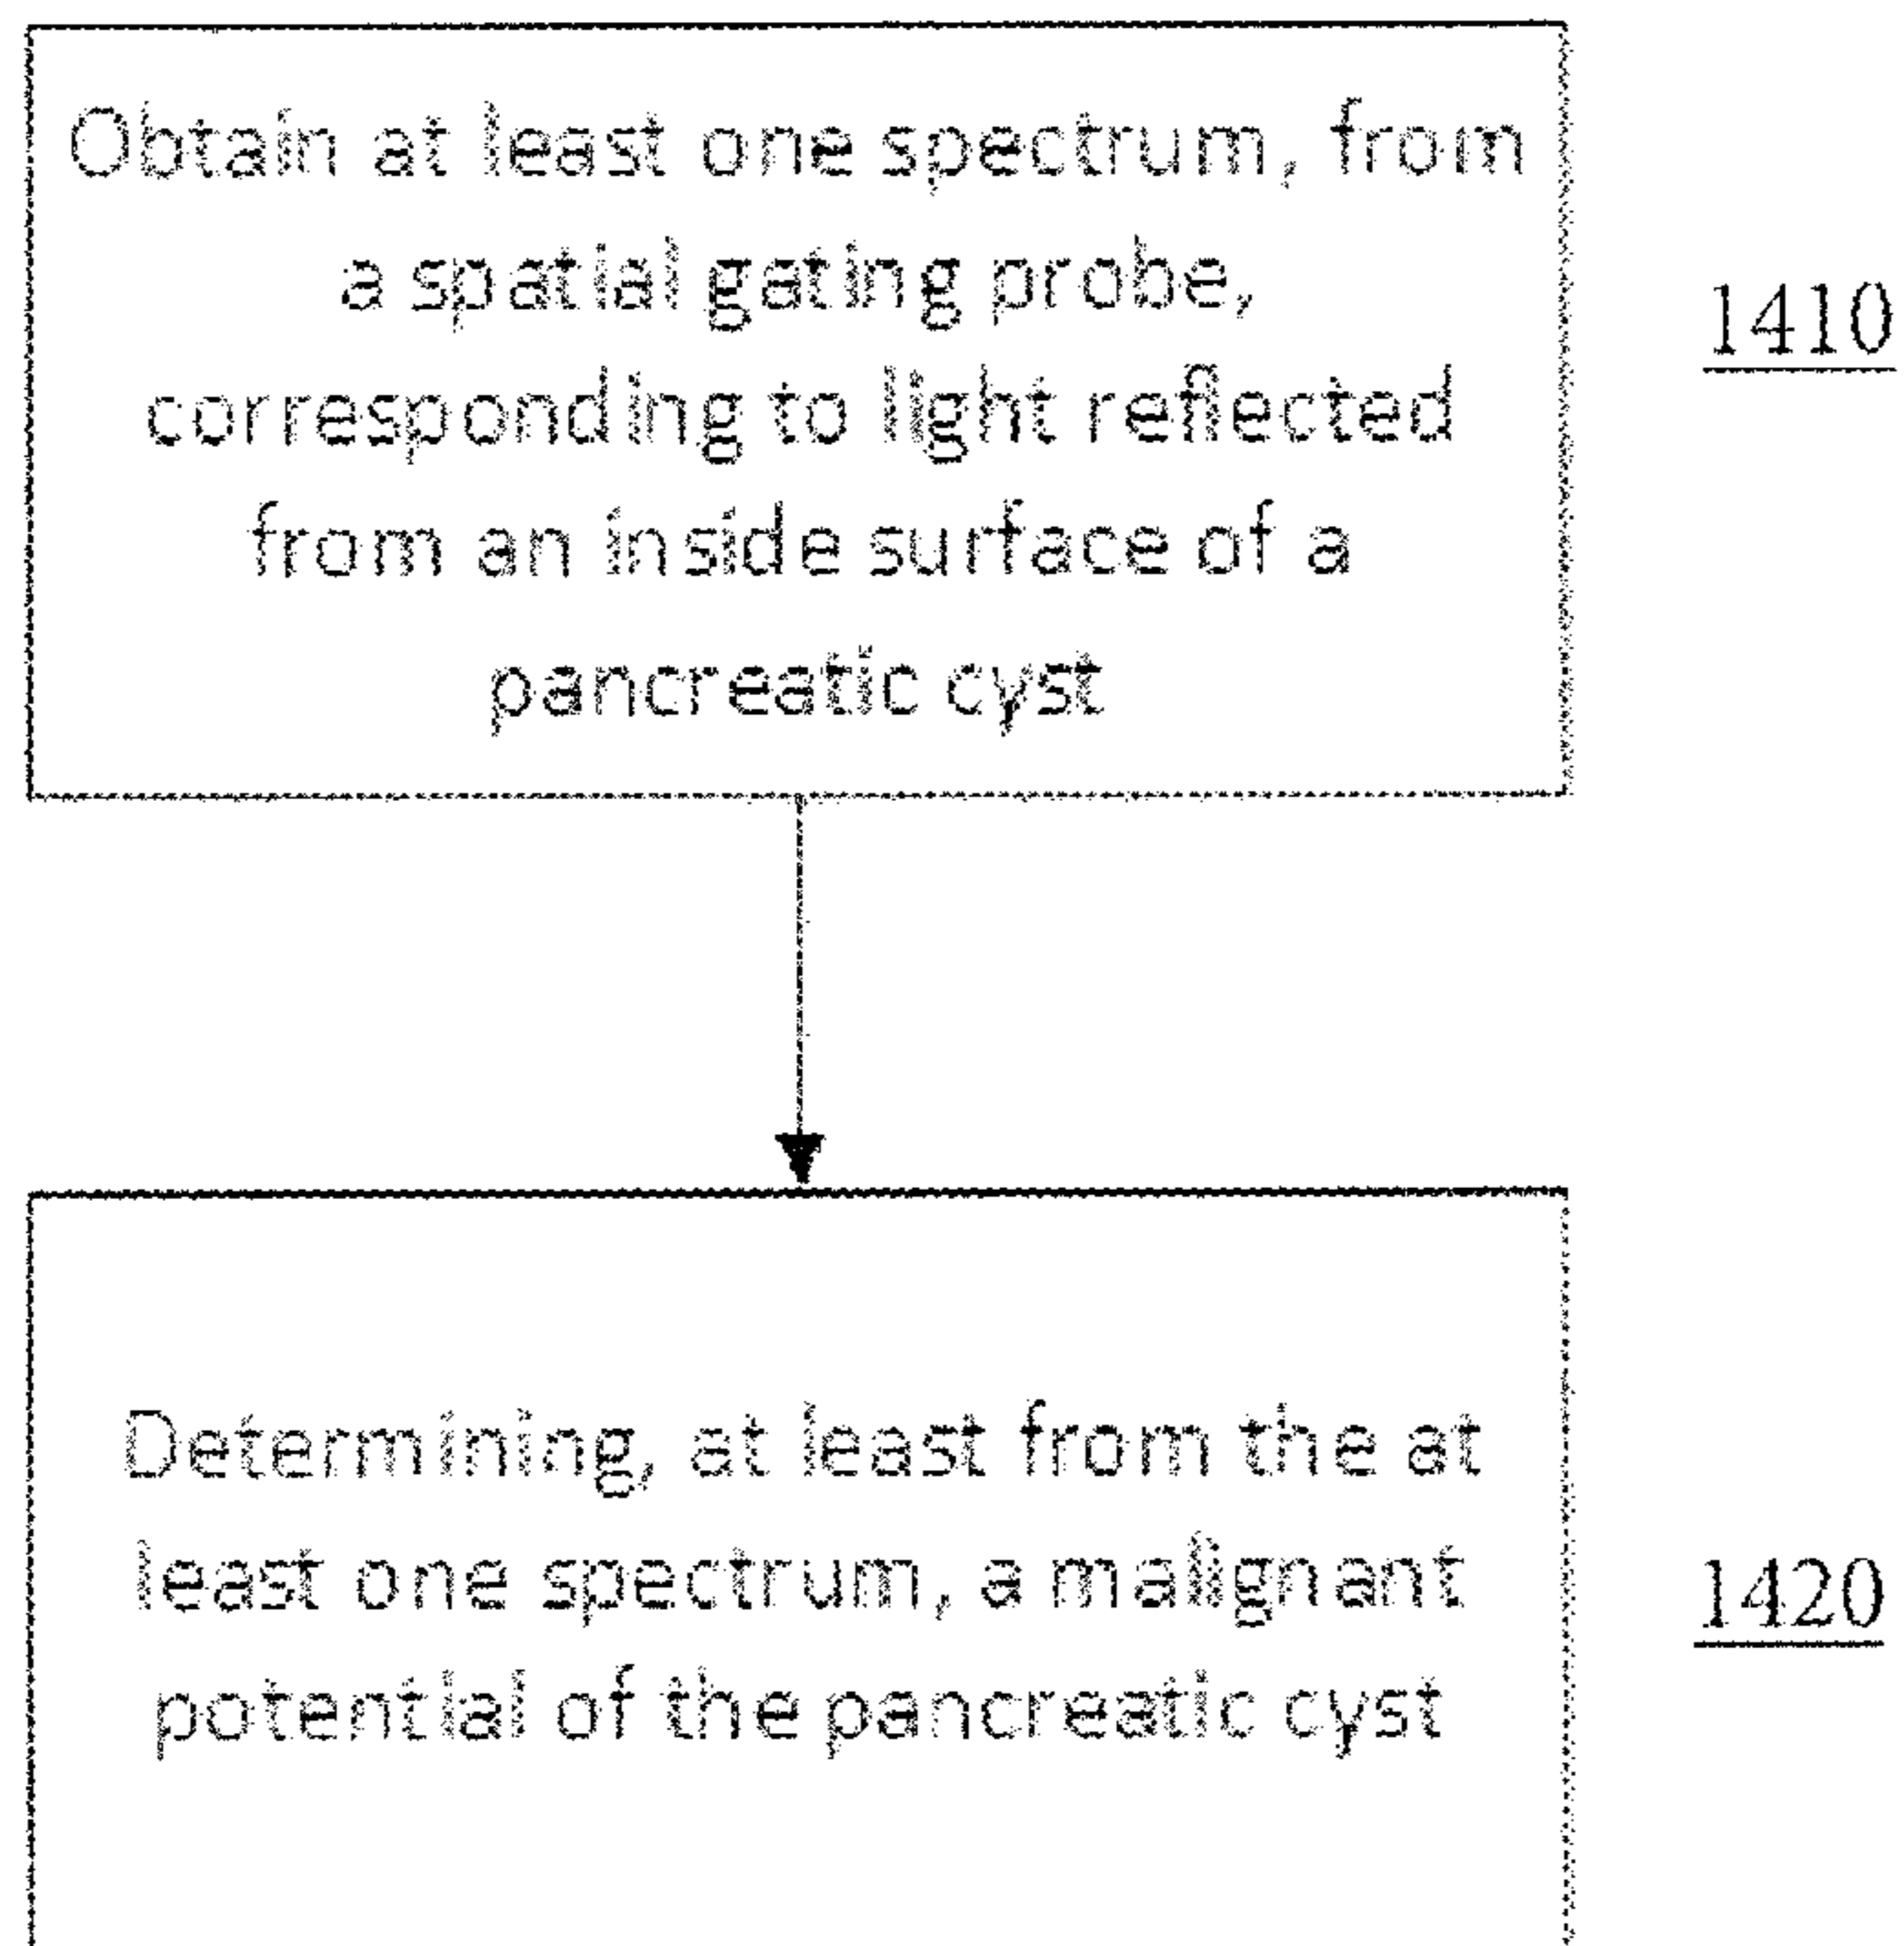 Obtain at least one spectrum, from
a spatial gating probe,
corresponding to light reflected
from an inside surface of a
pancreatic cyst
1410
Determining, at least from the at
least one spectrum, a malignant
potential of the pancreatic cyst
1420